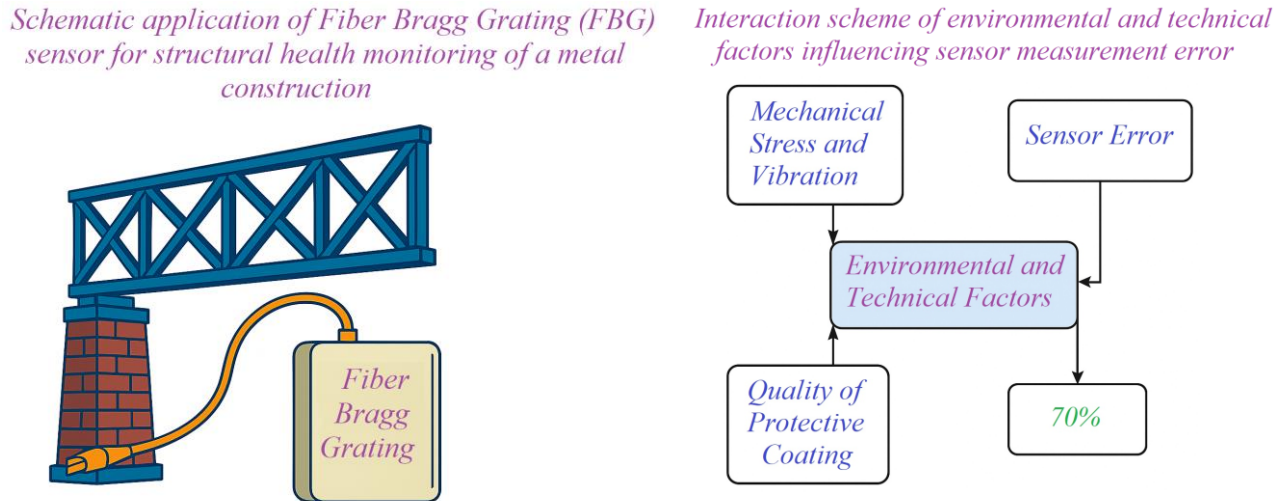 Schematic application of Fiber Bragg Grating (FBG)
sensor for structural health monitoring of a metal
construction
Fiber
Bragg
Grating
Interaction scheme of environmental and technical
factors influencing sensor measurement error
Mechanical
Stress and
Vibration
Sensor Error
Environmental and
Technical Factors
Quality of
Protective
Coating
70%